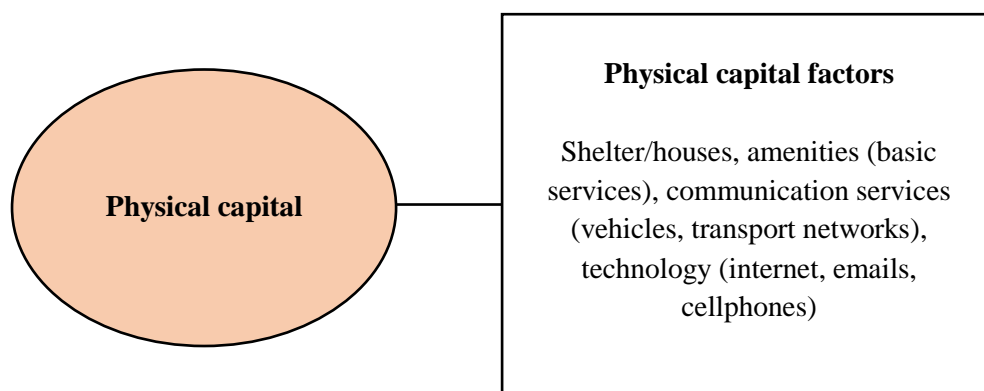 Physical capital
Physical capital factors
Shelter/houses, amenities (basic
services), communication services
(vehicles, transport networks),
technology (internet, emails,
cellphones)